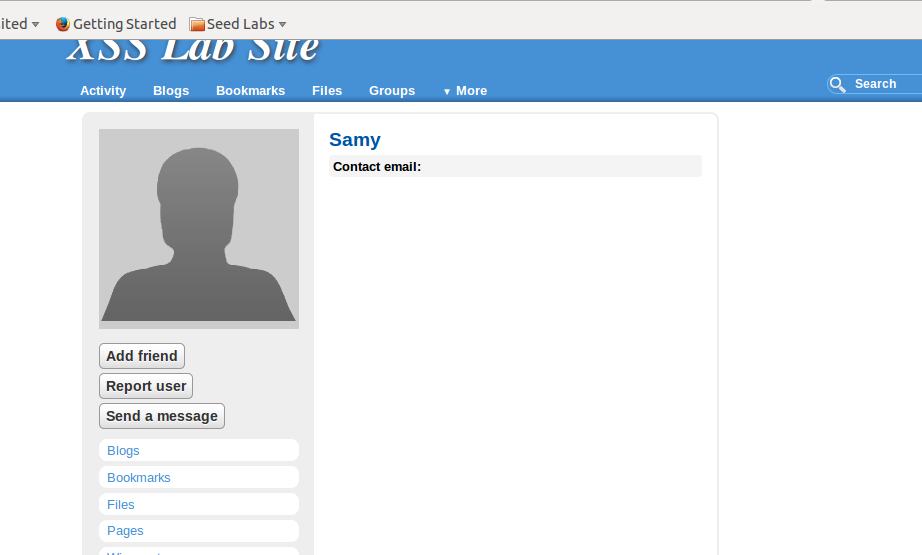 ited Getting Started Seed Labs
XSS Lab Site
Activity Blogs Bookmarks Files Groups More Search
Samy
Contact email:
Add friend
Report user
Send a message
Blogs
Bookmarks
Files
Pages